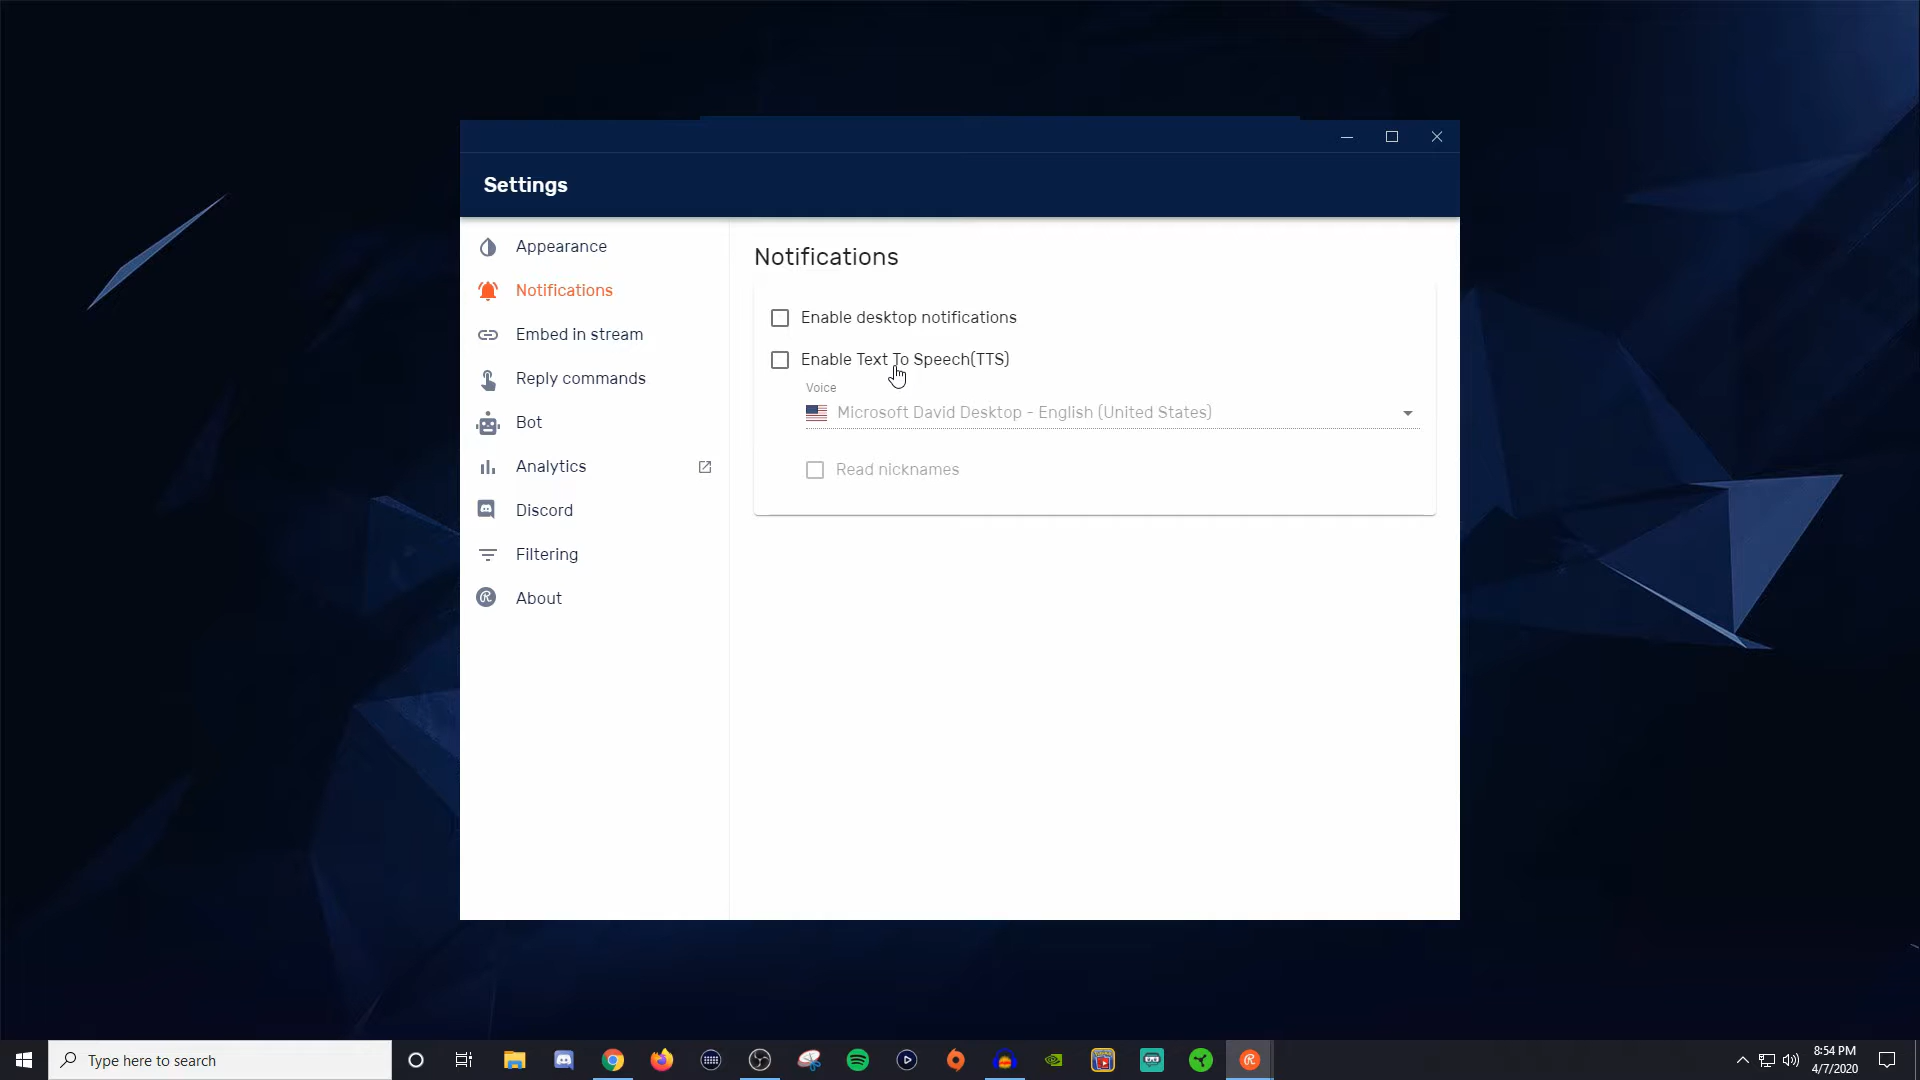 Settings
Appearance
Notifications
Embed in stream
Reply commands
Bot
Analytics
Discord
Filtering
About
Notifications
Enable desktop notifications
Enable Text To Speech(TTS)
Voice
Microsoft David Desktop - English (United States)
Read nicknames
Type here to search
8:54 PM
4/7/2020